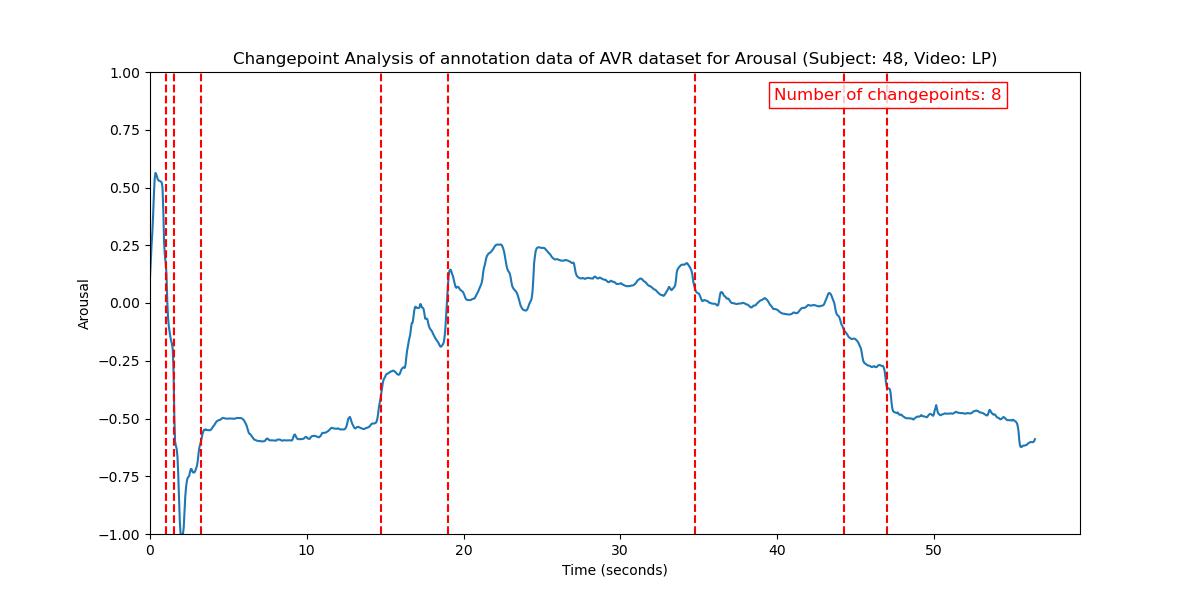 Changepoint Analysis of annotation data of AVR dataset for Arousal (Subject: 48, Video: LP)
Number of changepoints: 8
1.00
0.75
0.50
0.25
0.00
−0.25
−0.50
−0.75
−1.00
Arousal
0 10 20 30 40 50
Time (seconds)